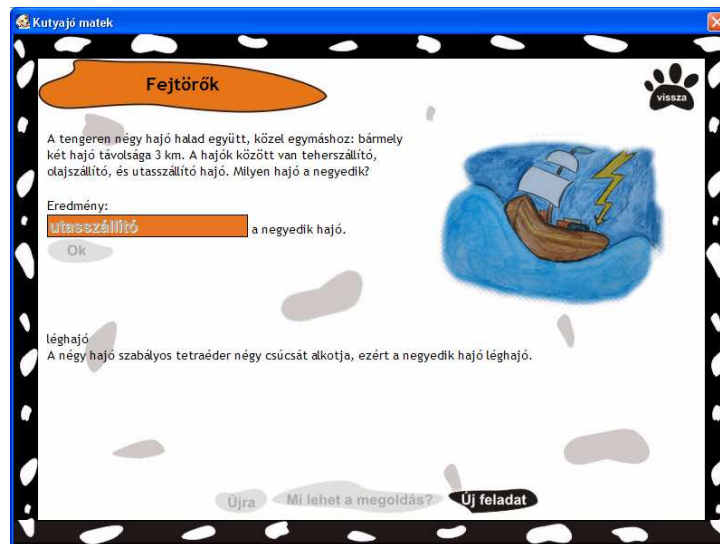 Kutyajó matek
Fejtörők
vissza
A tengeren négy hajó halad együtt, közel egymáshoz: bármely
két hajó távolsága 3 km. A hajók között van teherszállító,
olajszállító, és utasszállító hajó. Milyen hajó a negyedik?
Eredmény:
utasszállító a negyedik hajó.
Ok
léghajó
A négy hajó szabályos tetraéder négy csúcsát alkotja, ezért a negyedik hajó léghajó.
Újra Mi lehet a megoldás? Új feladat